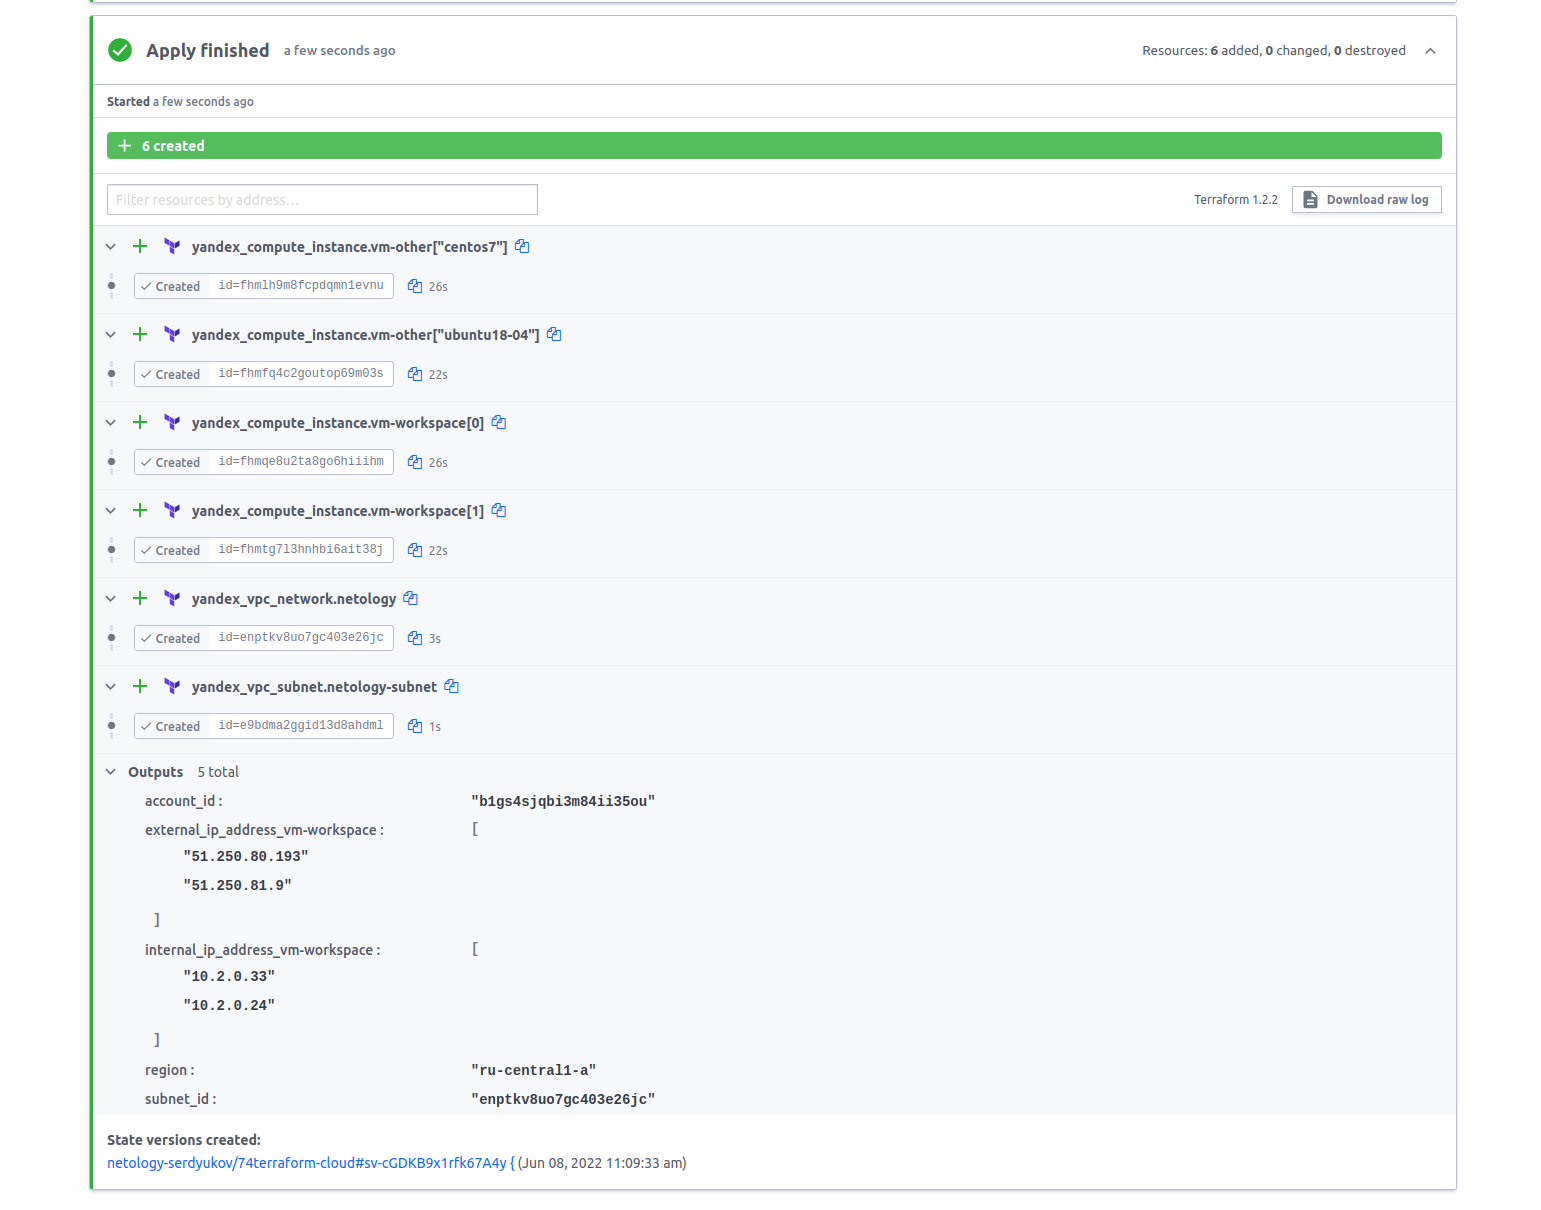 Apply finished a few seconds ago Resources: 6 added, 0 changed, 0 destroyed
Started a few seconds ago
6 created
Filter resources by address... Terraform 1.2.2 Download raw log
yandex_compute_instance.vm-other["centos7"]
Created id=fhmlh9m8fcpdqmn1evnu 26s
yandex_compute_instance.vm-other["ubuntu18-04"]
Created id=fhmfq4c2goutop69m03s 22s
yandex_compute_instance.vm-workspace[0]
Created id=fhmqe8u2ta8go6hiiihm 26s
yandex_compute_instance.vm-workspace[1]
Created id=fhmtg7l3hnhbi6ait38j 22s
yandex_vpc_network.netology
Created id=enptkv8uo7gc403e26jc 3s
yandex_vpc_subnet.netology-subnet
Created id=e9bdma2ggid13d8ahdml 1s
Outputs 5 total
account_id : "b1gs4sjqbi3m84ii35ou"
external_ip_address_vm-workspace : [
"51.250.80.193"
"51.250.81.9"
]
internal_ip_address_vm-workspace : [
"10.2.0.33"
"10.2.0.24"
]
region : "ru-central1-a"
subnet_id : "enptkv8uo7gc403e26jc"
State versions created:
netology-serdyukov/74terraform-cloud#sv-cGDKB9x1rfk67A4y { (Jun 08, 2022 11:09:33 am)